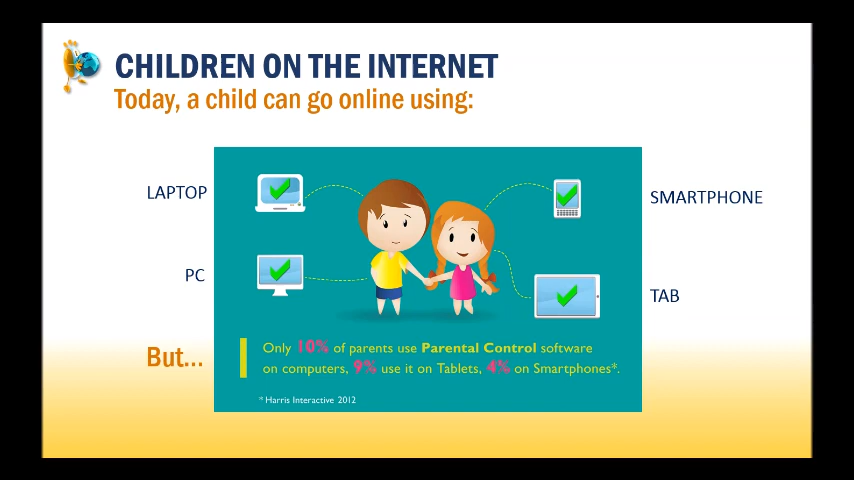 CHILDREN ON THE INTERNET
Today, a child can go online using:
LAPTOP
SMARTPHONE
PC
TAB
But...
Only 10% of parents use Parental Control software
on computers, 9% use it on Tablets, 4% on Smartphones*.
* Harris Interactive 2012